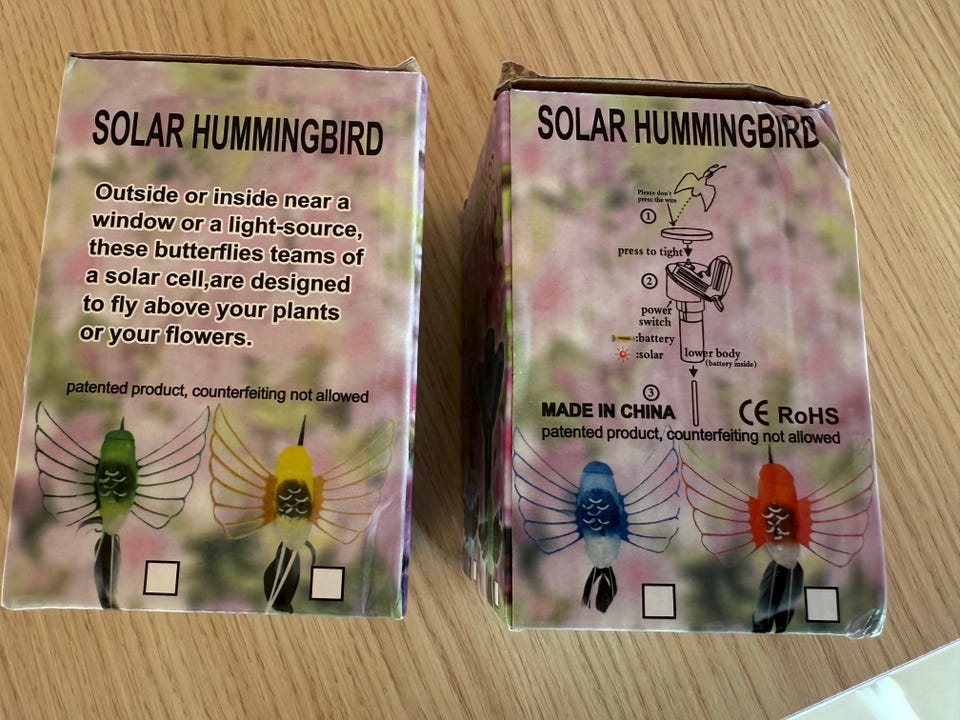 SOLAR HUMMINGBIRD
Outside or inside near a
window or a light-source,
these butterflies teams of
a solar cell,are designed
to fly above your plants
or your flowers.
patented product, counterfeiting not allowed
SOLAR HUMMINGBIRD
Please don't
press the wire
1
press to tight
2
power
switch
:battery
:solar
lower body
(battery inside)
3
MADE IN CHINA CE RoHS
patented product, counterfeiting not allowed